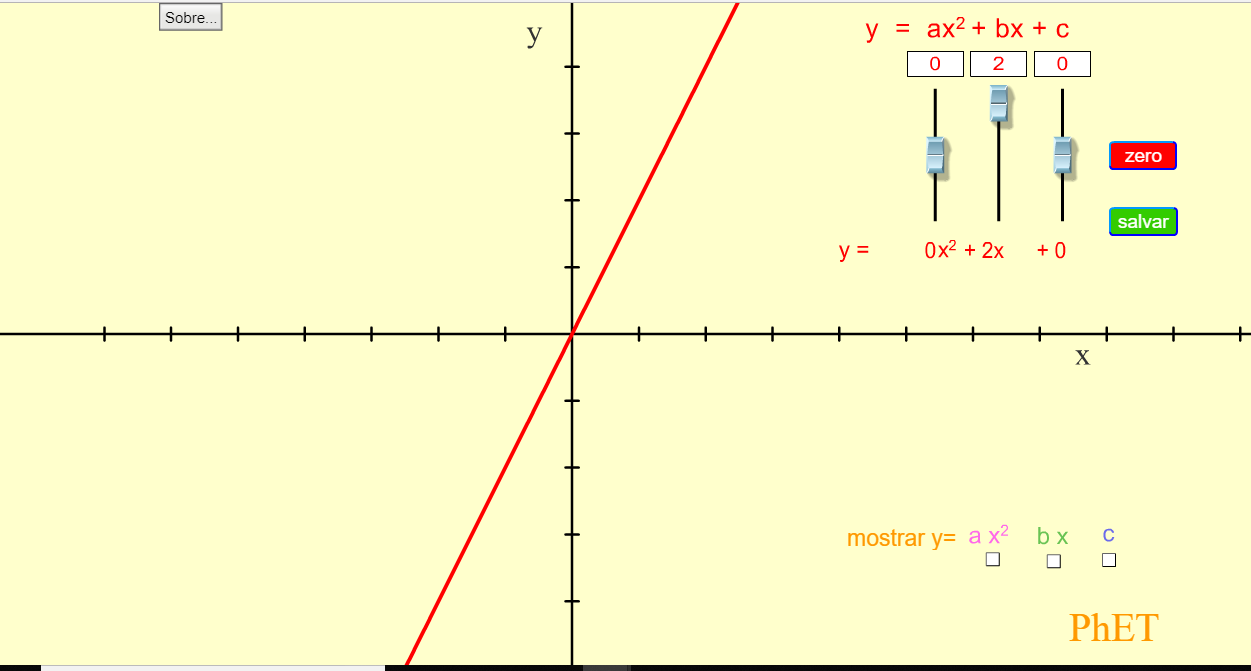 Sobre...
y
y = ax² + bx + c
0 2 0
zero
salvar
y = 0x² + 2x + 0
x
mostrar y= a x² b x c
PhET